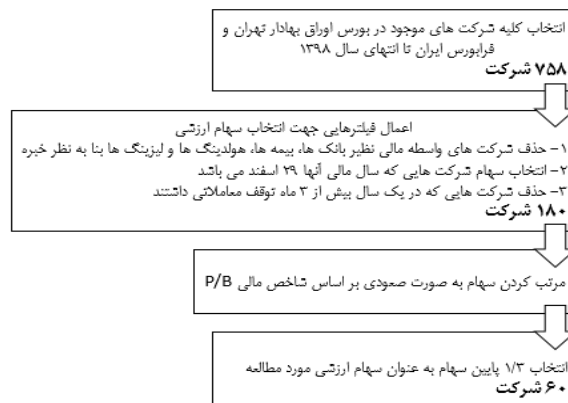 انتخاب کلیه شرکت های موجود در بورس اوراق بهادار تهران و
فرابورس ایران تا انتهای سال ۱۳۹۸
۷۵۸ شرکت
اعمال فیلترهایی جهت انتخاب سهام ارزشی
۱- حذف شرکت های واسطه مالی نظیر بانک ها، بیمه ها، هولدینگ ها و لیزینگ ها بنا به نظر خبره
۲- انتخاب سهام شرکت هایی که سال مالی آنها ۲۹ اسفند می باشد
۳- حذف شرکت هایی که در یک سال بیش از ۳ ماه توقف معاملاتی داشتند
۱۸۰ شرکت
مرتب کردن سهام به صورت صعودی بر اساس شاخص مالی P/B
انتخاب ۱/۳ پایین سهام به عنوان سهام ارزشی مورد مطالعه
۶۰ شرکت